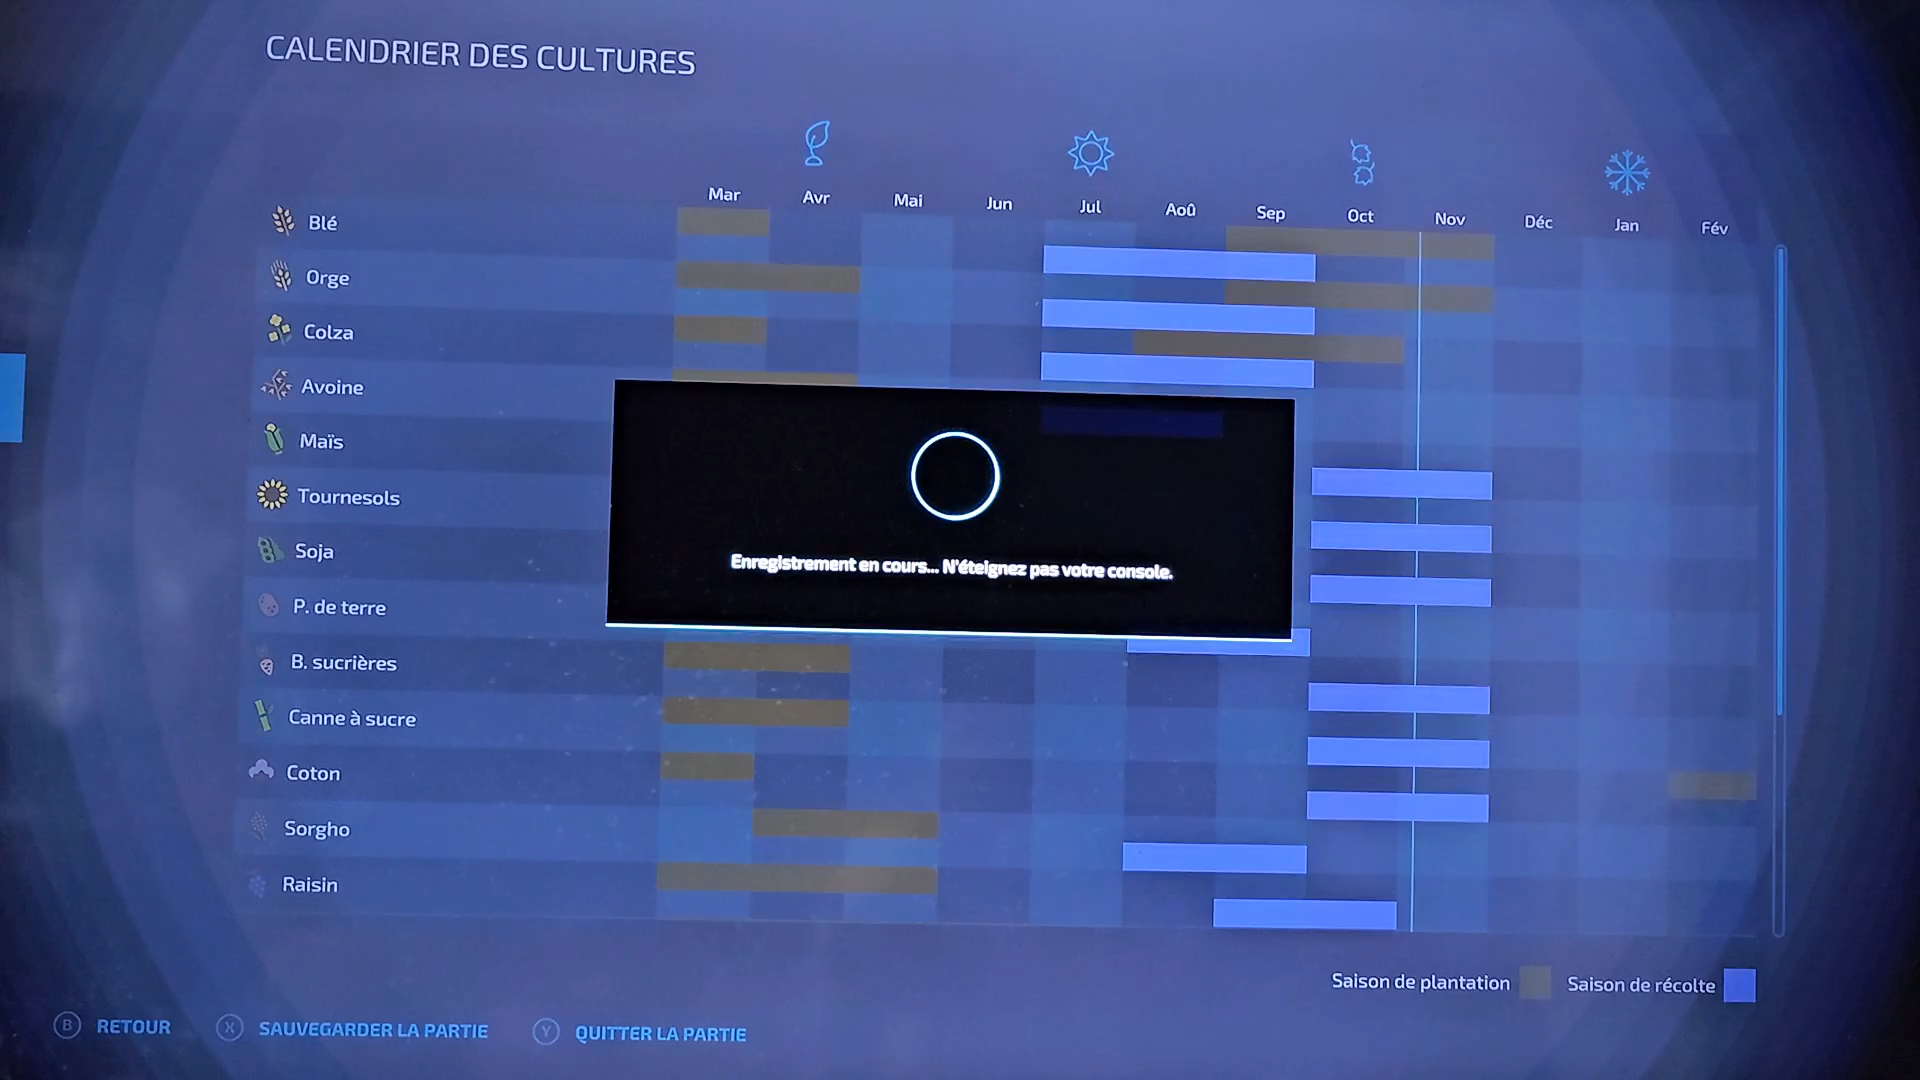 CALENDRIER DES CULTURES
Mar Avr Mai Jun Jul Aoû Sep Oct Nov Déc Jan Fév
Blé
Orge
Colza
Avoine
Maïs
Tournesols
Soja
P. de terre
B. sucrières
Canne à sucre
Coton
Sorgho
Raisin
Enregistrement en cours... N'éteignez pas votre console.
Saison de plantation Saison de récolte
B RETOUR X SAUVEGARDER LA PARTIE Y QUITTER LA PARTIE